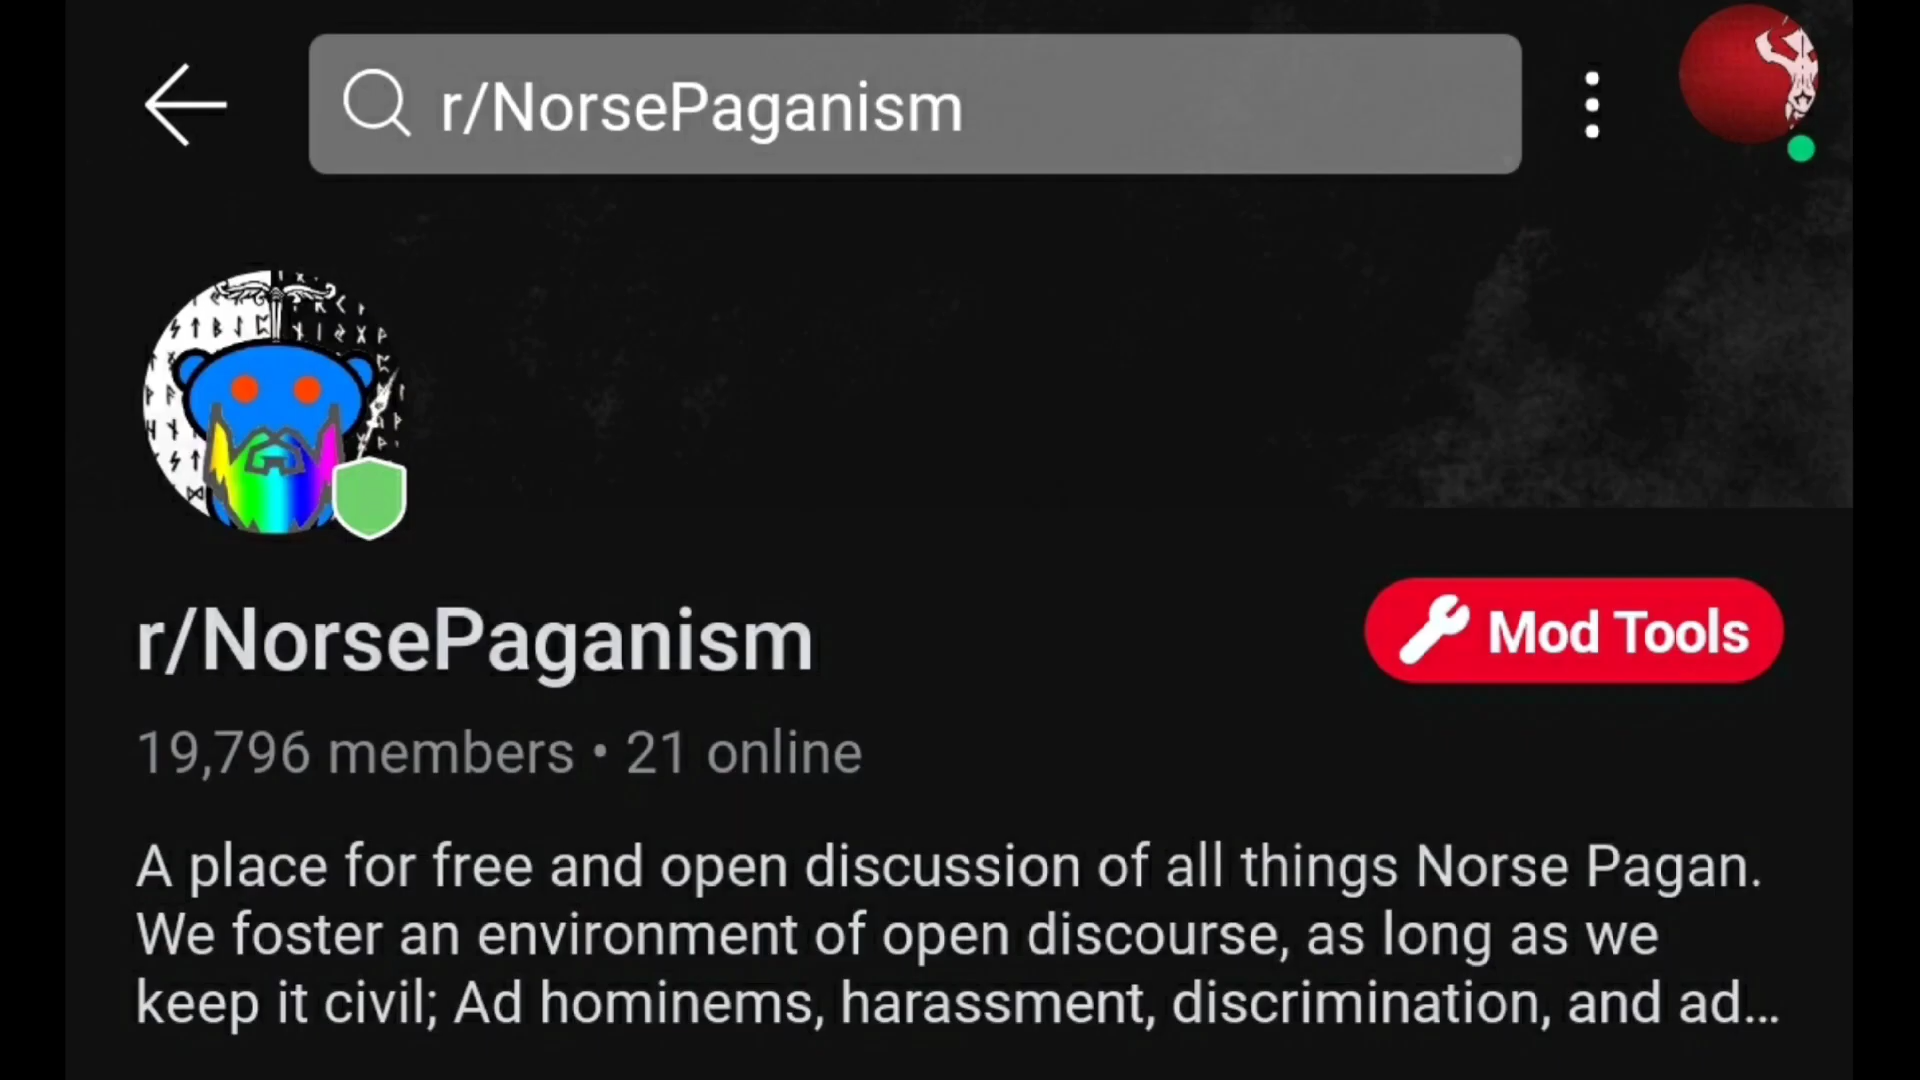 r/NorsePaganism
r/NorsePaganism
Mod Tools
19,796 members • 21 online
A place for free and open discussion of all things Norse Pagan.
We foster an environment of open discourse, as long as we
keep it civil; Ad hominems, harassment, discrimination, and ad...